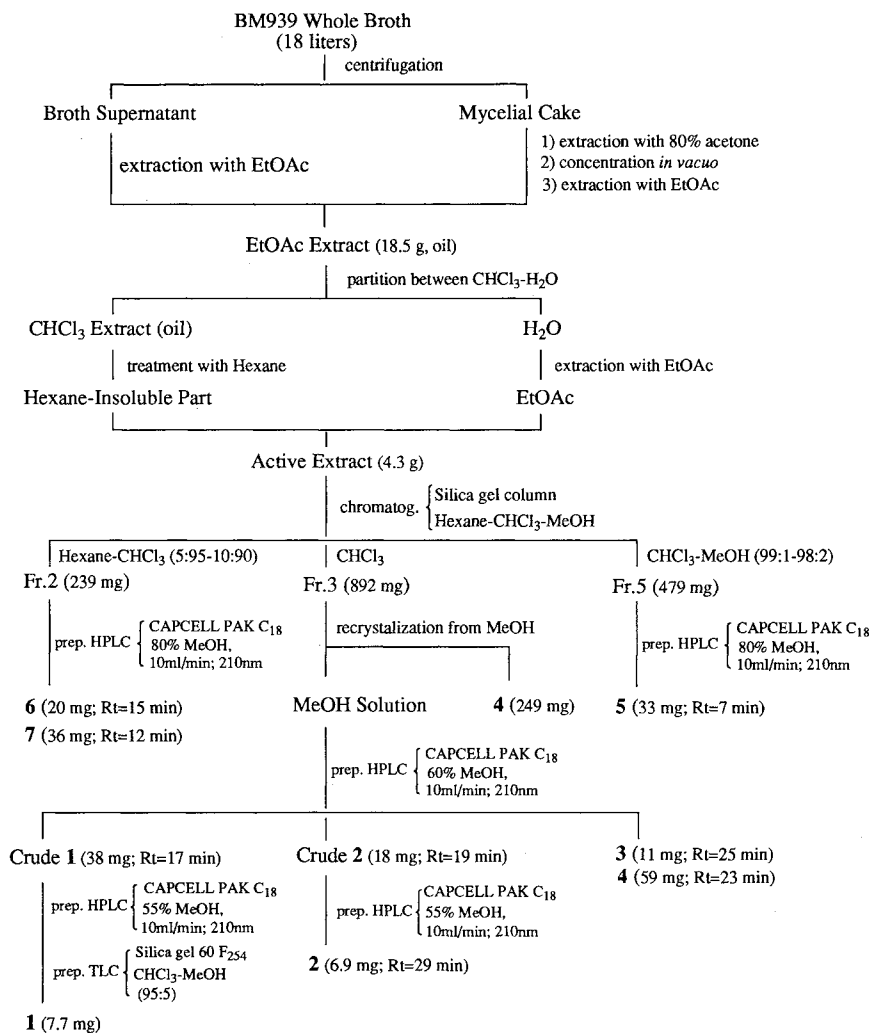 BM939 Whole Broth
(18 liters)
centrifugation
Broth Supernatant
Mycelial Cake
extraction with EtOAc
1) extraction with 80% acetone
2) concentration in vacuo
3) extraction with EtOAc
EtOAc Extract (18.5 g, oil)
partition between CHCl3-H2O
CHCl3 Extract (oil)
H2O
treatment with Hexane
extraction with EtOAc
Hexane-Insoluble Part
EtOAc
Active Extract (4.3 g)
chromatog.
Silica gel column
Hexane-CHCl3-MeOH
Hexane-CHCl3 (5:95-10:90)
CHCl3
CHCl3-MeOH (99:1-98:2)
Fr.2 (239 mg)
Fr.3 (892 mg)
Fr.5 (479 mg)
prep. HPLC
CAPCELL PAK C18
80% MeOH,
10ml/min; 210nm
recrystalization from MeOH
prep. HPLC
CAPCELL PAK C18
80% MeOH,
10ml/min; 210nm
6 (20 mg; Rt=15 min)
7 (36 mg; Rt=12 min)
MeOH Solution
4 (249 mg)
5 (33 mg; Rt=7 min)
prep. HPLC
CAPCELL PAK C18
60% MeOH,
10ml/min; 210nm
Crude 1 (38 mg; Rt=17 min)
Crude 2 (18 mg; Rt=19 min)
3 (11 mg; Rt=25 min)
4 (59 mg; Rt=23 min)
prep. HPLC
CAPCELL PAK C18
55% MeOH,
10ml/min; 210nm
prep. HPLC
CAPCELL PAK C18
55% MeOH,
10ml/min; 210nm
prep. TLC
Silica gel 60 F254
CHCl3-MeOH
(95:5)
2 (6.9 mg; Rt=29 min)
1 (7.7 mg)